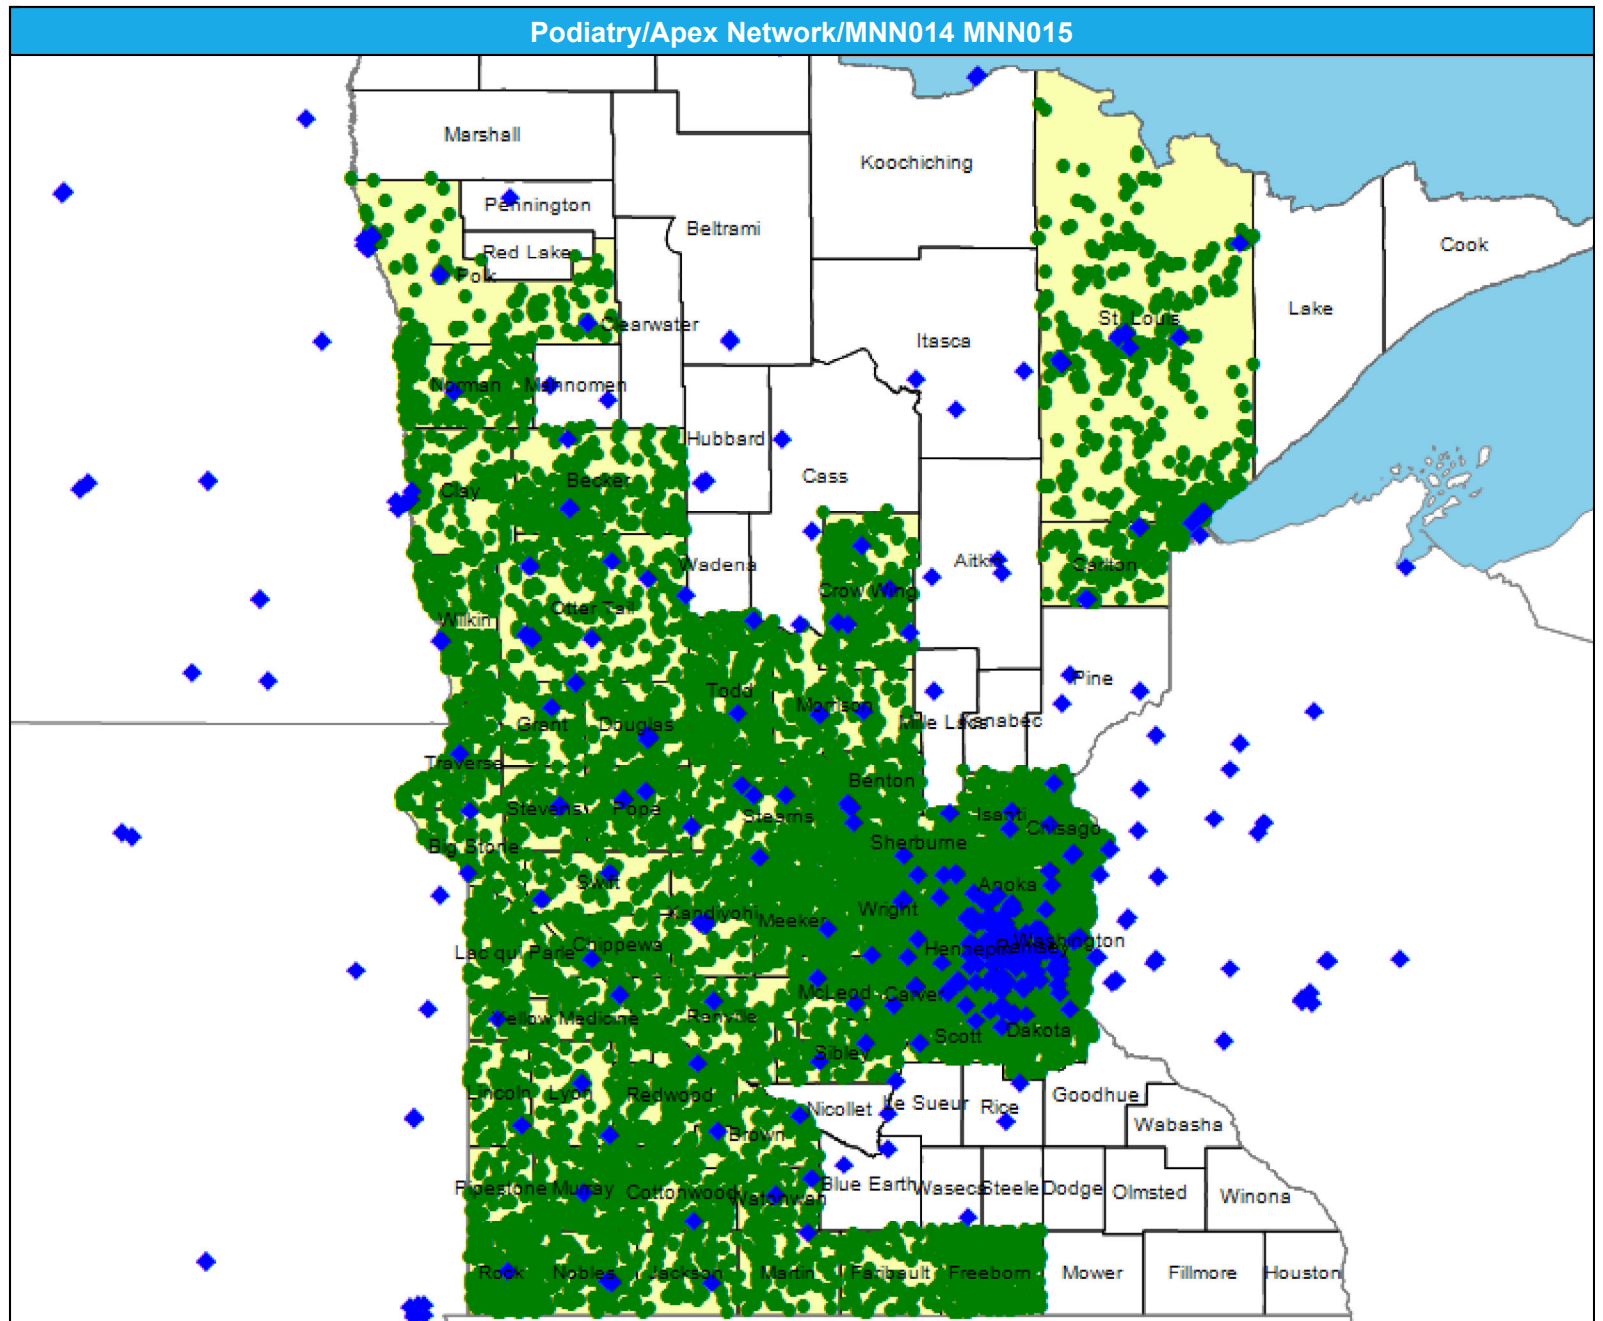 Podiatry/Apex Network/MNN014 MNN015
Marshall
Koochiching
Pennington
Beltrami
Red Lake
Cook
Polk
Lake
St. Louis
Clearwater
Itasca
Norman
Mahnomen
Hubbard
Cass
Becker
Clay
Aitkin
Wadena
Carlton
Crow Wing
Otter Tail
Wilkin
Pine
Todd
Morrison
Mille Lacs
Kanabec
Grant
Douglas
Traverse
Benton
Stevens
Pope
Stearns
Isanti
Chisago
Sherburne
Big Stone
Swift
Anoka
Wright
Kandiyohi
Meeker
Washington
Hennepin
Ramsey
Chippewa
Lac qui Parle
McLeod
Carver
Yellow Medicine
Renville
Dakota
Scott
Sibley
Lincoln
Lyon
Redwood
Goodhue
Le Sueur
Rice
Nicollet
Wabasha
Brown
Blue Earth
Waseca
Steele
Dodge
Olmsted
Winona
Pipestone
Murray
Cottonwood
Watonwan
Rock
Nobles
Jackson
Martin
Faribault
Freeborn
Mower
Fillmore
Houston